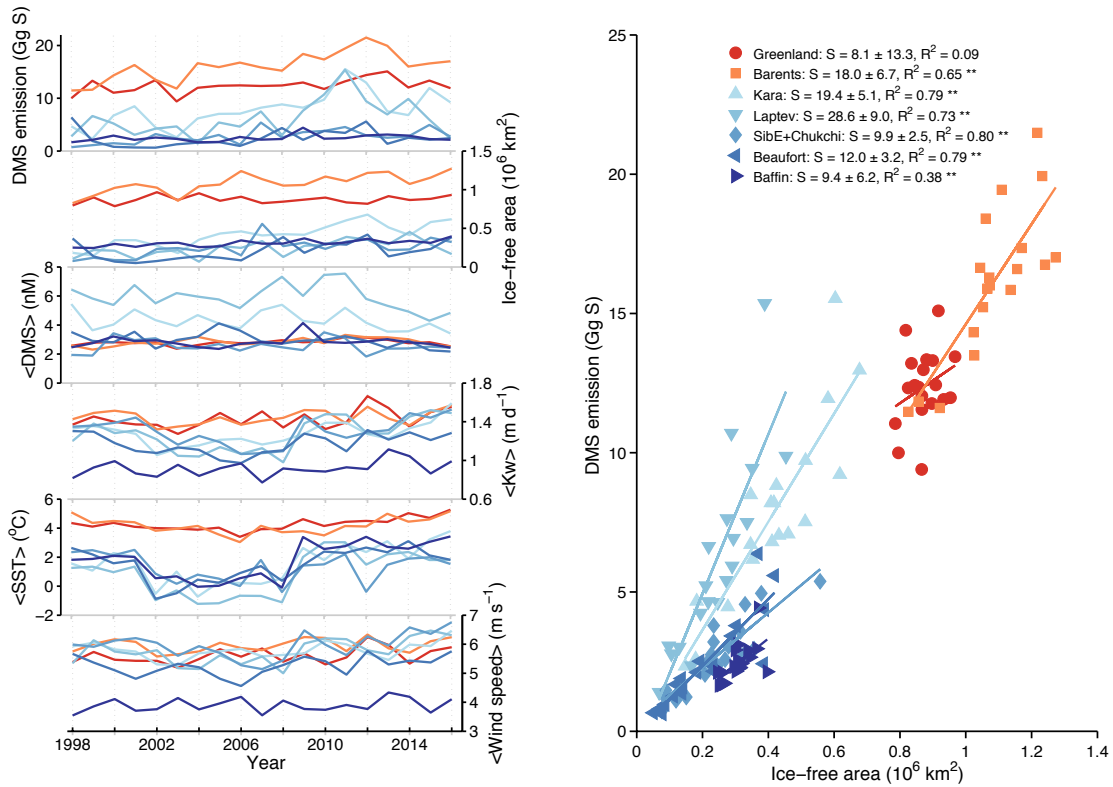 DMS emission (Gg S)
20
10
0
Ice−free area (10⁶ km²)
1.5
1
0.5
0
<DMS> (nM)
8
6
4
2
0
<Kw> (m d⁻¹)
1.8
1.4
1
0.6
<SST> (⁰C)
6
4
2
0
−2
<Wind speed> (m s⁻¹)
7
6
5
4
3
1998 2002 2006 2010 2014
Year
DMS emission (Gg S)
25
20
15
10
5
0
Greenland: S = 8.1 ± 13.3, R² = 0.09
Barents: S = 18.0 ± 6.7, R² = 0.65 **
Kara: S = 19.4 ± 5.1, R² = 0.79 **
Laptev: S = 28.6 ± 9.0, R² = 0.73 **
SibE+Chukchi: S = 9.9 ± 2.5, R² = 0.80 **
Beaufort: S = 12.0 ± 3.2, R² = 0.79 **
Baffin: S = 9.4 ± 6.2, R² = 0.38 **
0 0.2 0.4 0.6 0.8 1 1.2 1.4
Ice−free area (10⁶ km²)